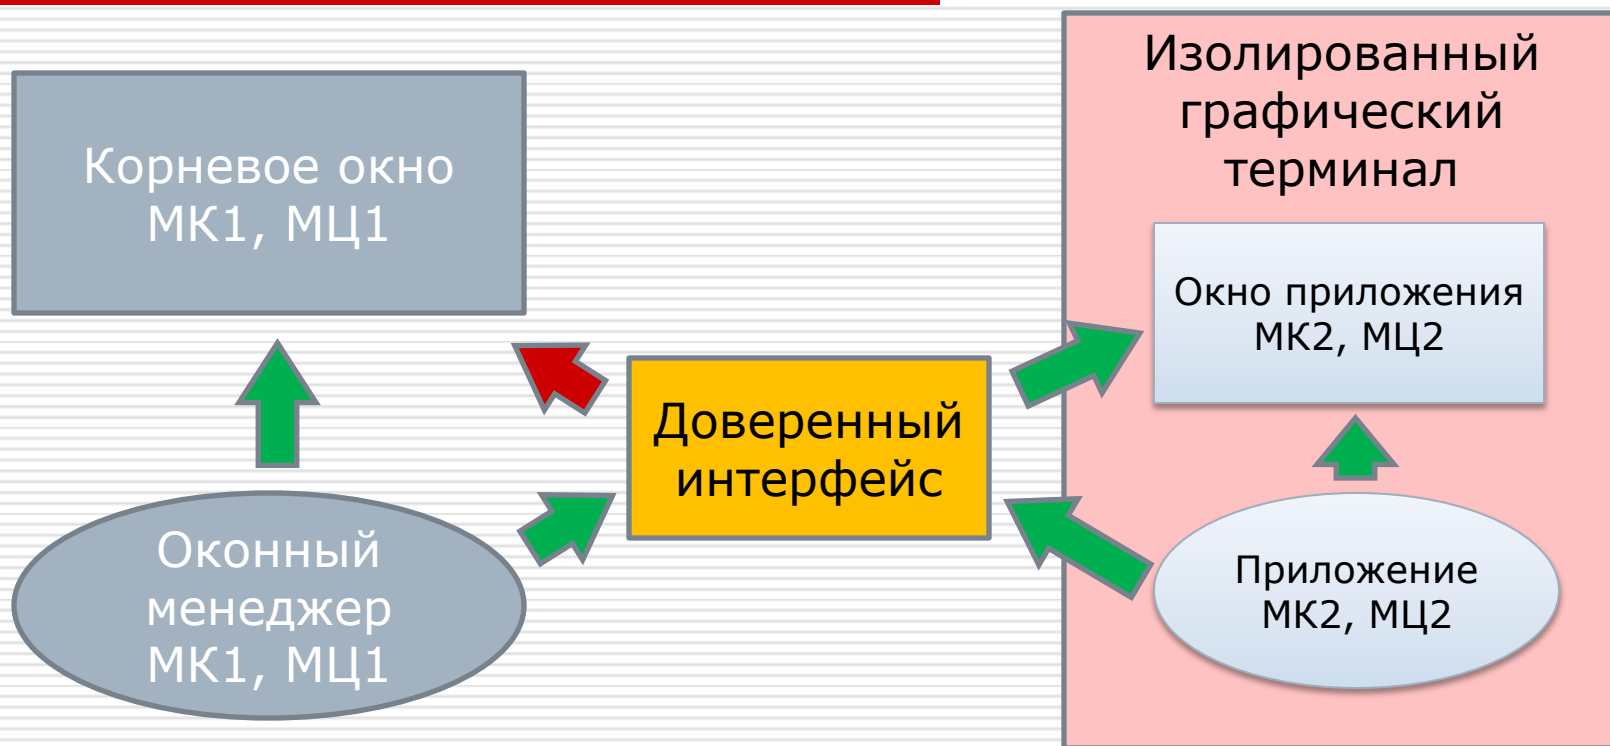 Корневое окно
МК1, МЦ1
Изолированный
графический
терминал
Окно приложения
МК2, МЦ2
Доверенный
интерфейс
Оконный
менеджер
МК1, МЦ1
Приложение
МК2, МЦ2